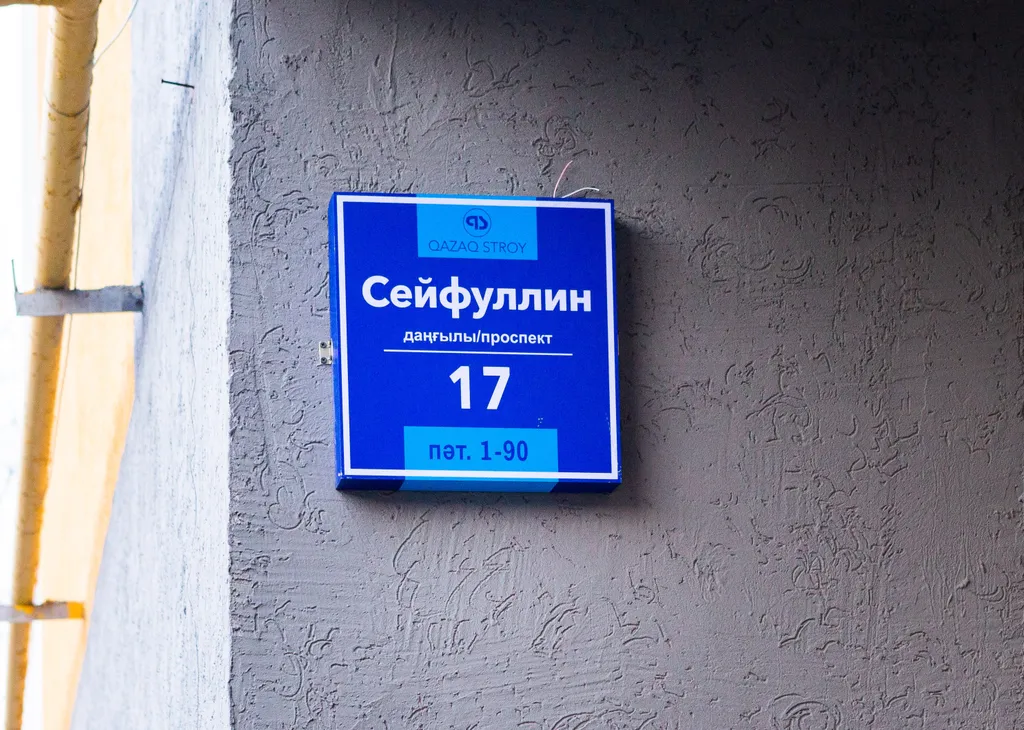 QAZAQ STROY
Сейфуллин
даңғылы/проспект
17
пәт. 1-90